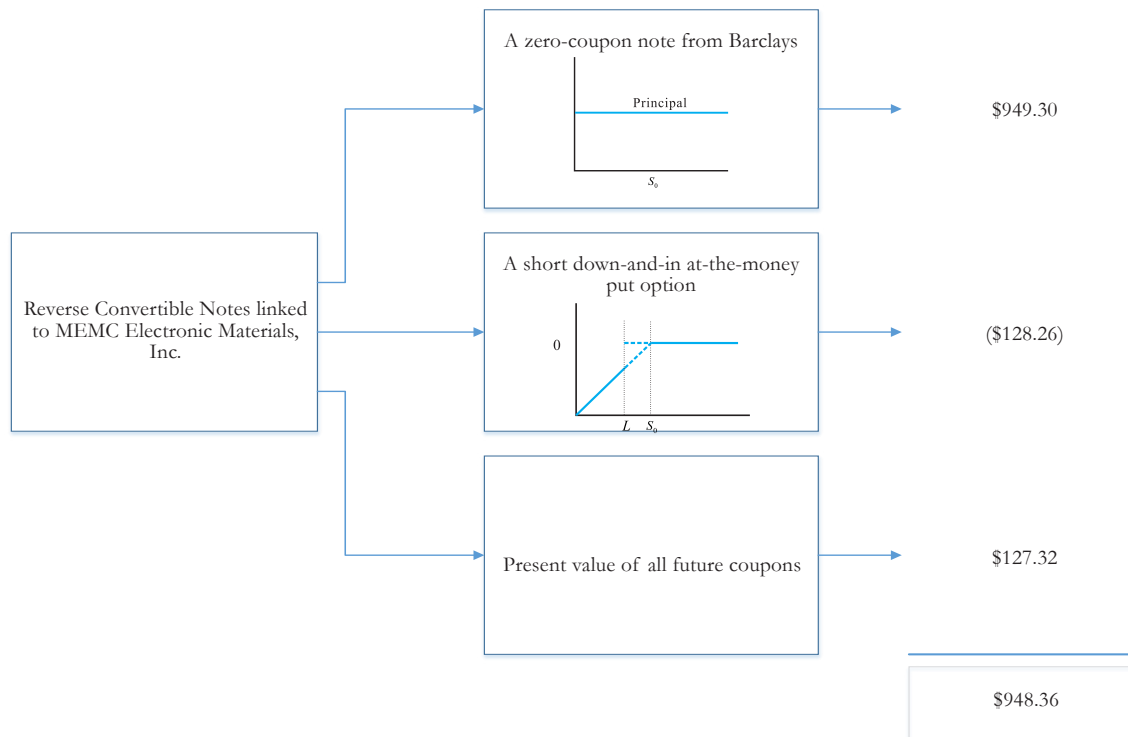 A zero-coupon note from Barclays
Principal
S₀
$949.30
Reverse Convertible Notes linked
to MEMC Electronic Materials,
Inc.
A short down-and-in at-the-money
put option
0
L S₀
($128.26)
Present value of all future coupons
$127.32
$948.36